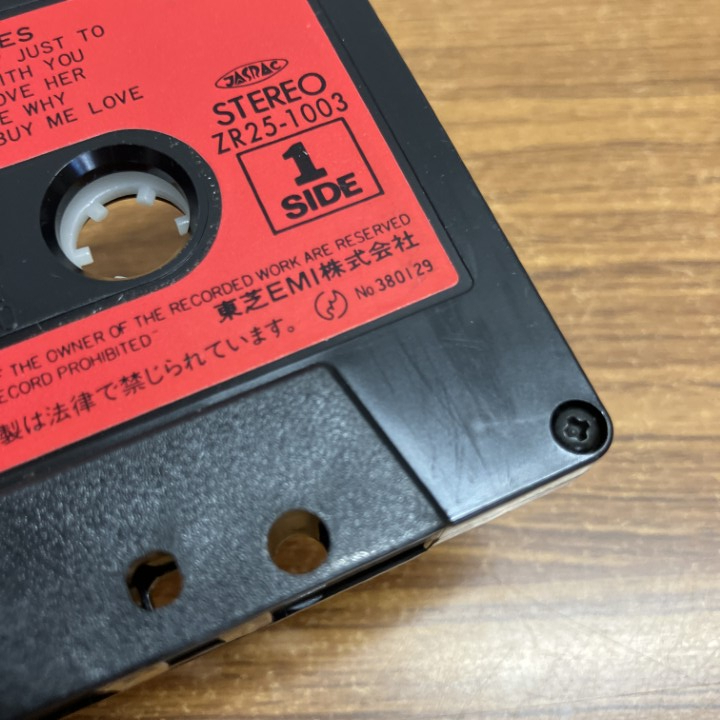 ES
JUST TO
ITH YOU
OVE HER
E WHY
BUY ME LOVE
JASRAC
STEREO
ZR25-1003
1
SIDE
OF THE OWNER OF THE RECORDED WORK ARE RESERVED
ECORD PROHIBITED
東芝EMI株式会社
製は法律で禁じられています。
No 380129